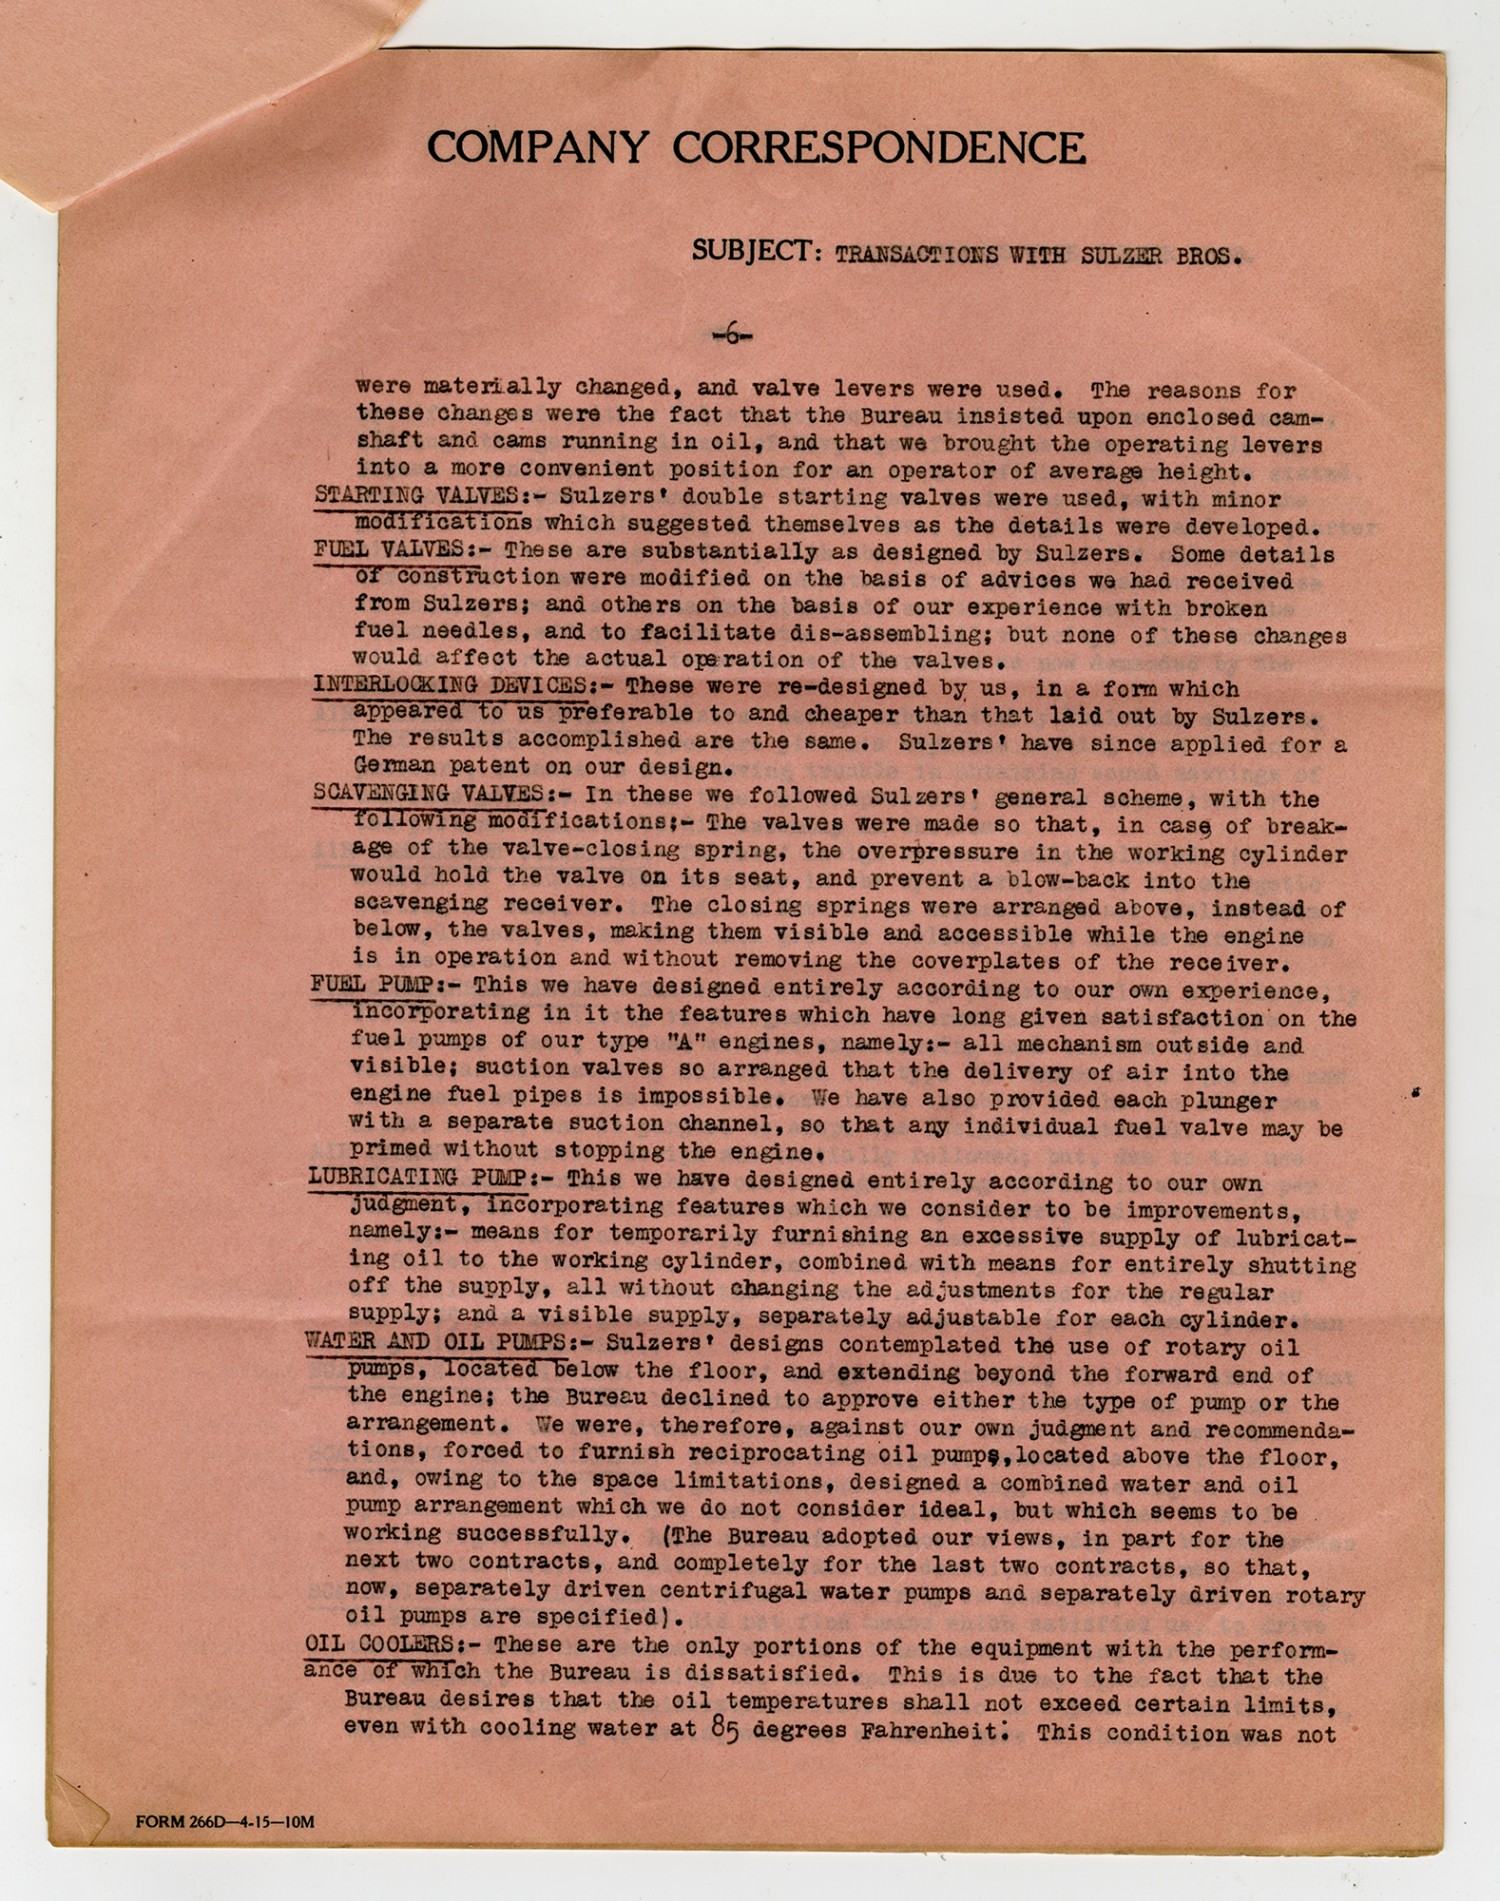 COMPANY CORRESPONDENCE
SUBJECT: TRANSACTIONS WITH SULZER BROS.
-6-
were materially changed, and valve levers were used. The reasons for
these changes were the fact that the Bureau insisted upon enclosed cam-
shaft and cams running in oil, and that we brought the operating levers
into a more convenient position for an operator of average height.
STARTING VALVES:- Sulzers' double starting valves were used, with minor
modifications which suggested themselves as the details were developed.
FUEL VALVES:- These are substantially as designed by Sulzers. Some details
of construction were modified on the basis of advices we had received
from Sulzers; and others on the basis of our experience with broken
fuel needles, and to facilitate dis-assembling; but none of these changes
would affect the actual operation of the valves.
INTERLOCKING DEVICES:- These were re-designed by us, in a form which
appeared to us preferable to and cheaper than that laid out by Sulzers.
The results accomplished are the same. Sulzers' have since applied for a
German patent on our design.
SCAVENGING VALVES:- In these we followed Sulzers' general scheme, with the
following modifications;- The valves were made so that, in case of break-
age of the valve-closing spring, the overpressure in the working cylinder
would hold the valve on its seat, and prevent a blow-back into the
scavenging receiver. The closing springs were arranged above, instead of
below, the valves, making them visible and accessible while the engine
is in operation and without removing the coverplates of the receiver.
FUEL PUMP:- This we have designed entirely according to our own experience,
incorporating in it the features which have long given satisfaction on the
fuel pumps of our type "A" engines, namely:- all mechanism outside and
visible; suction valves so arranged that the delivery of air into the
engine fuel pipes is impossible. We have also provided each plunger
with a separate suction channel, so that any individual fuel valve may be
primed without stopping the engine.
LUBRICATING PUMP:- This we have designed entirely according to our own
judgment, incorporating features which we consider to be improvements,
namely:- means for temporarily furnishing an excessive supply of lubricat-
ing oil to the working cylinder, combined with means for entirely shutting
off the supply, all without changing the adjustments for the regular
supply; and a visible supply, separately adjustable for each cylinder.
WATER AND OIL PUMPS:- Sulzers' designs contemplated the use of rotary oil
pumps, located below the floor, and extending beyond the forward end of
the engine; the Bureau declined to approve either the type of pump or the
arrangement. We were, therefore, against our own judgment and recommenda-
tions, forced to furnish reciprocating oil pumps,located above the floor,
and, owing to the space limitations, designed a combined water and oil
pump arrangement which we do not consider ideal, but which seems to be
working successfully. (The Bureau adopted our views, in part for the
next two contracts, and completely for the last two contracts, so that,
now, separately driven centrifugal water pumps and separately driven rotary
oil pumps are specified).
OIL COOLERS:- These are the only portions of the equipment with the perform-
ance of which the Bureau is dissatisfied. This is due to the fact that the
Bureau desires that the oil temperatures shall not exceed certain limits,
even with cooling water at 85 degrees Fahrenheit. This condition was not
FORM 266D—4-15—10M